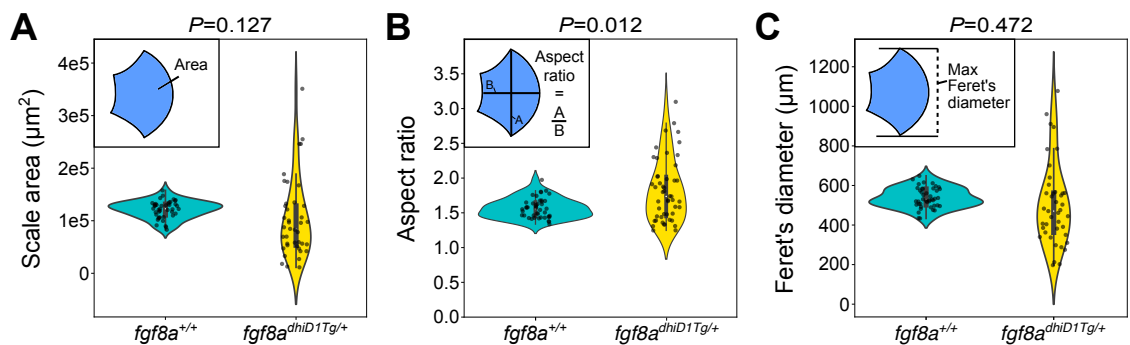 A
P=0.127
Scale area (µm²)
4e5
3e5
2e5
1e5
0
Area
fgf8a+/+
fgf8adhiD1Tg/+
B
P=0.012
Aspect ratio
3.5
3.0
2.5
2.0
1.5
1.0
0.5
0.0
B
A
Aspect
ratio
=
A
B
fgf8a+/+
fgf8adhiD1Tg/+
C
P=0.472
Feret's diameter (µm)
1200
1000
800
600
400
200
0
Max
Feret's
diameter
fgf8a+/+
fgf8adhiD1Tg/+